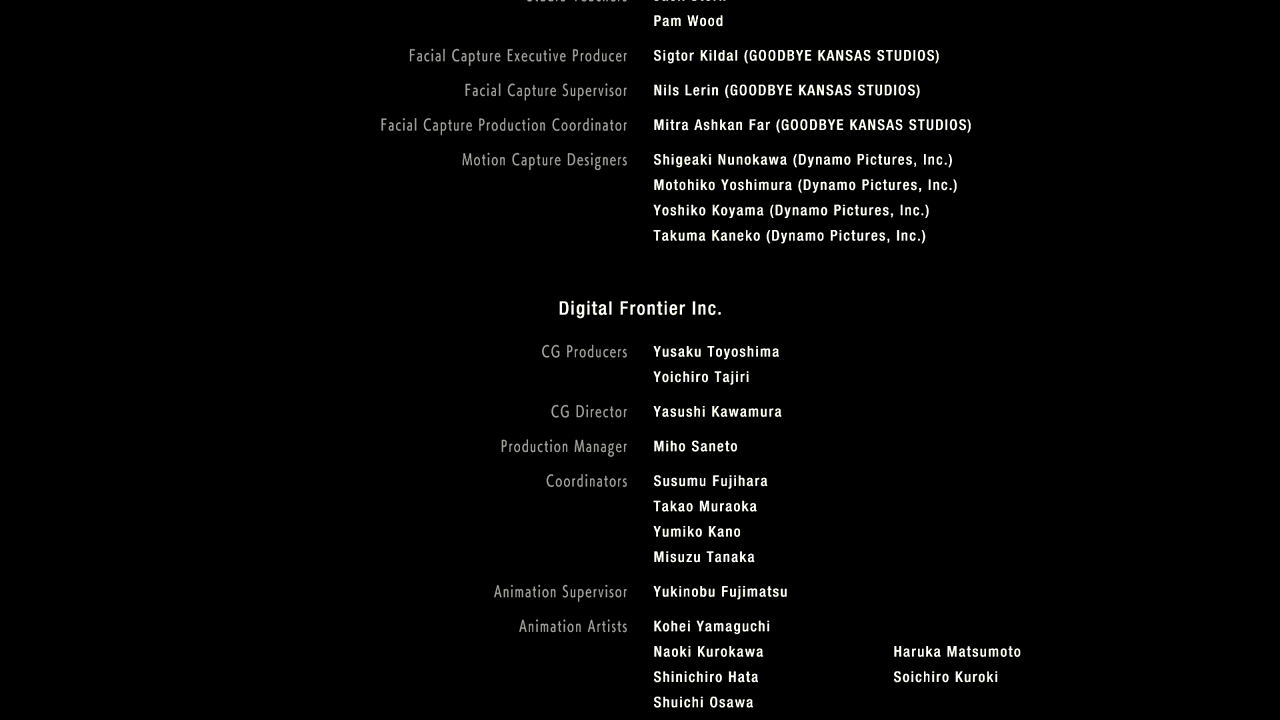 Pam Wood
Facial Capture Executive Producer Sigtor Kildal (GOODBYE KANSAS STUDIOS)
Facial Capture Supervisor Nils Lerin (GOODBYE KANSAS STUDIOS)
Facial Capture Production Coordinator Mitra Ashkan Far (GOODBYE KANSAS STUDIOS)
Motion Capture Designers Shigeaki Nunokawa (Dynamo Pictures, Inc.)
Motohiko Yoshimura (Dynamo Pictures, Inc.)
Yoshiko Koyama (Dynamo Pictures, Inc.)
Takuma Kaneko (Dynamo Pictures, Inc.)
Digital Frontier Inc.
CG Producers Yusaku Toyoshima
Yoichiro Tajiri
CG Director Yasushi Kawamura
Production Manager Miho Saneto
Coordinators Susumu Fujihara
Takao Muraoka
Yumiko Kano
Misuzu Tanaka
Animation Supervisor Yukinobu Fujimatsu
Animation Artists Kohei Yamaguchi
Naoki Kurokawa Haruka Matsumoto
Shinichiro Hata Soichiro Kuroki
Shuichi Osawa